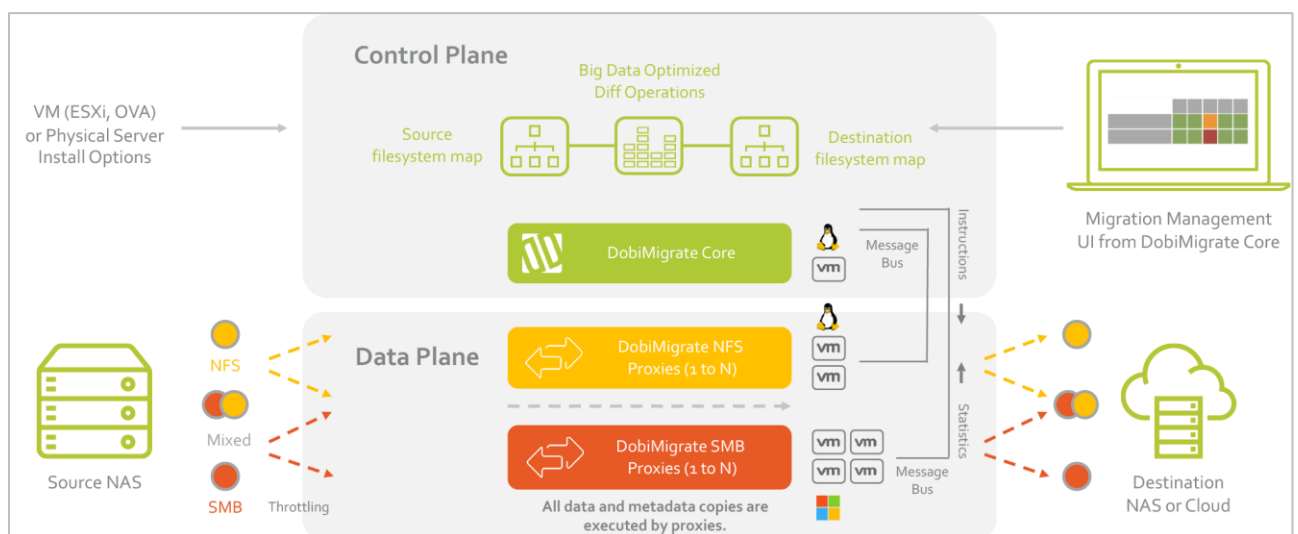 Control Plane
Big Data Optimized
Diff Operations
VM (ESXi, OVA)
or Physical Server
Install Options
Source
filesystem map
Destination
filesystem map
Migration Management
UI from DobiMigrate Core
DobiMigrate Core
vm
Message
Bus
Instructions
Data Plane
DobiMigrate NFS
Proxies (1 to N)
vm
vm
NFS
Mixed
SMB
Throttling
Source NAS
DobiMigrate SMB
Proxies (1 to N)
vm vm
vm vm
Message
Bus
Statistics
All data and metadata copies are
executed by proxies.
Destination
NAS or Cloud